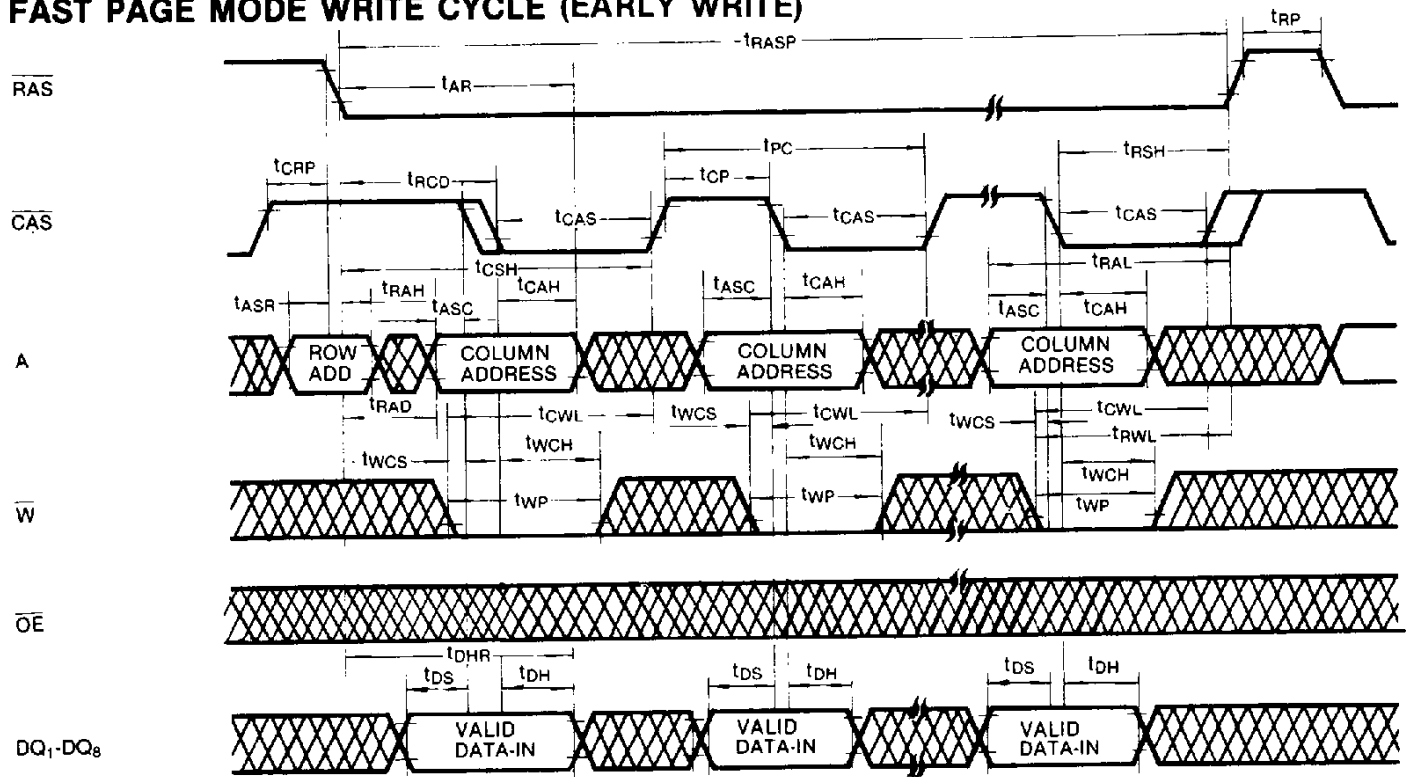 FAST PAGE MODE WRITE CYCLE (EARLY WRITE)
tRP
tRASP
RAS
tAR
tPC
tRSH
tCRP
tRCD
tCP
CAS
tCAS
tCAS
tCAS
tCSH
tRAL
tASR
tRAH
tASC
tCAH
tASC
tCAH
tASC
tCAH
A
ROW
ADD
COLUMN
ADDRESS
COLUMN
ADDRESS
COLUMN
ADDRESS
tRAD
tCWL
tWCS
tCWL
tWCS
tCWL
tRWL
tWCS
tWCH
tWCH
tWCH
W
tWP
tWP
tWP
OE
tDHR
tDS
tDH
tDS
tDH
tDS
tDH
DQ1-DQ8
VALID
DATA-IN
VALID
DATA-IN
VALID
DATA-IN